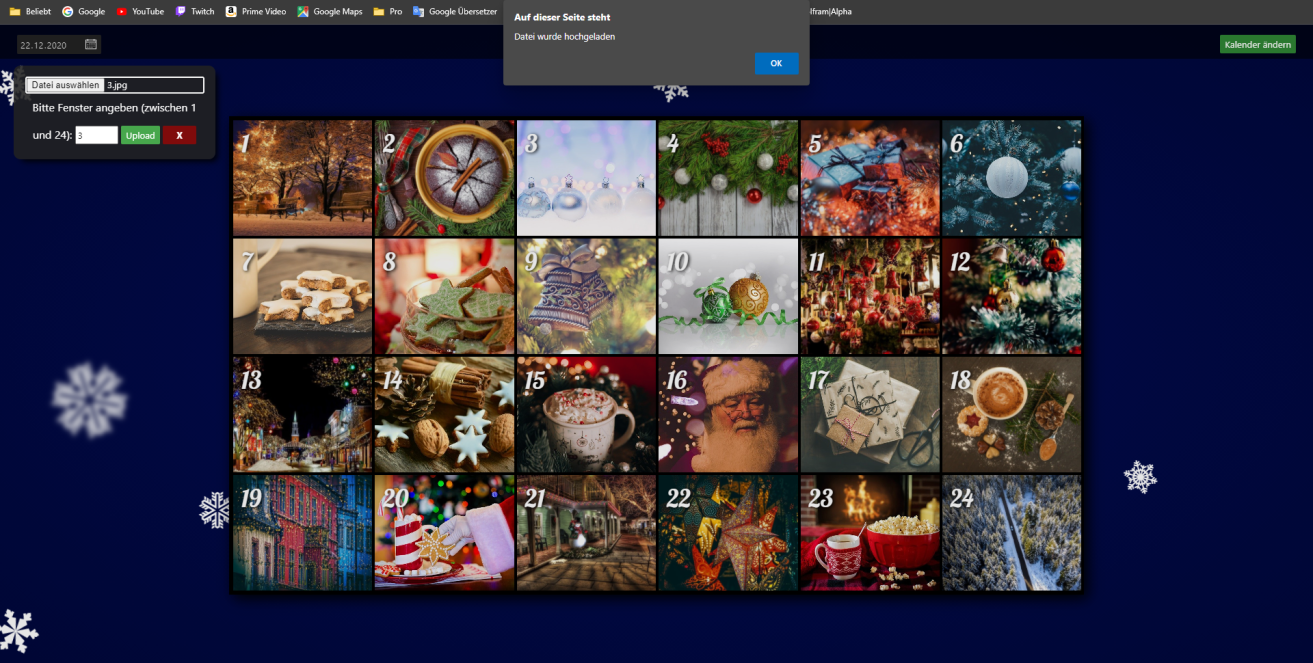 Beliebt Google YouTube Twitch Prime Video Google Maps Pro Google Übersetzer lfram|Alpha
Auf dieser Seite steht
Datei wurde hochgeladen
OK
22.12.2020
Kalender ändern
Datei auswählen 3.jpg
Bitte Fenster angeben (zwischen 1
und 24): 3 Upload X
1 2 3 4 5 6
7 8 9 10 11 12
13 14 15 16 17 18
19 20 21 22 23 24